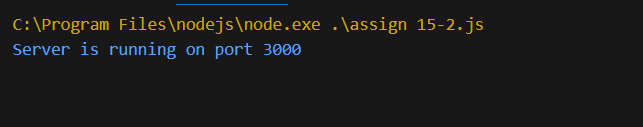 C:\Program Files\nodejs\node.exe .\assign 15-2.js
Server is running on port 3000